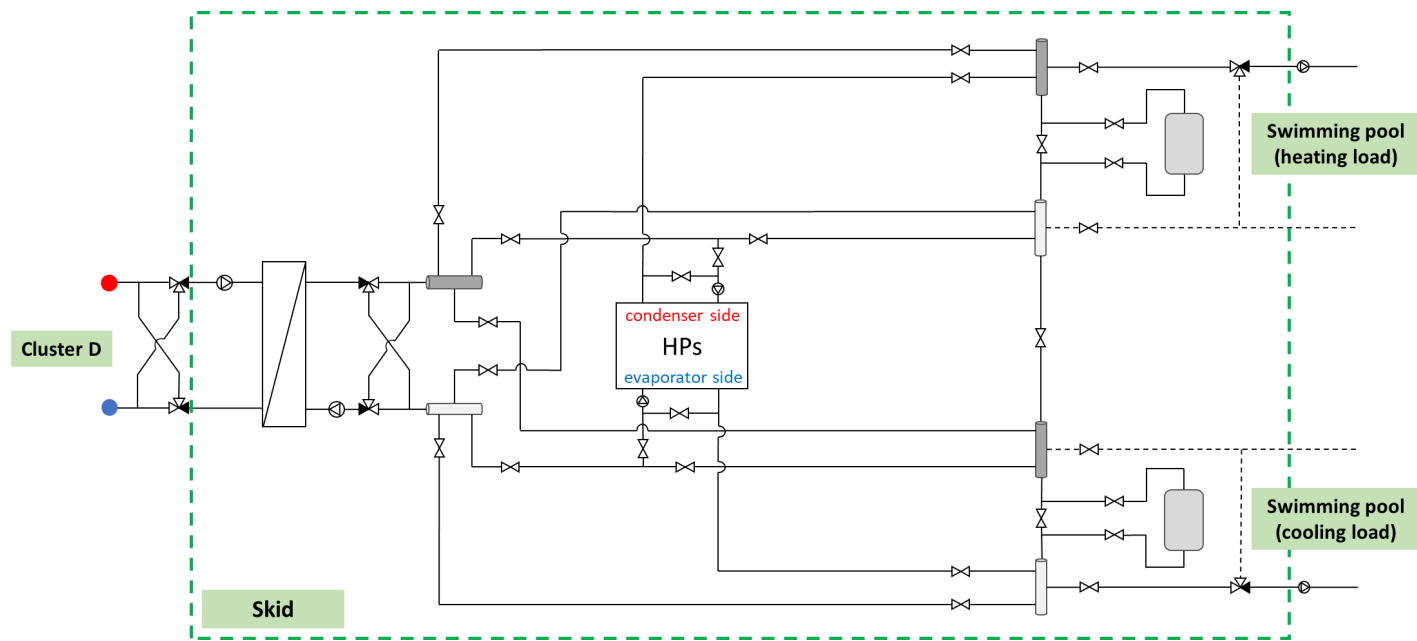 Swimming pool
(heating load)
condenser side
HPs
evaporator side
Cluster D
Swimming pool
(cooling load)
Skid